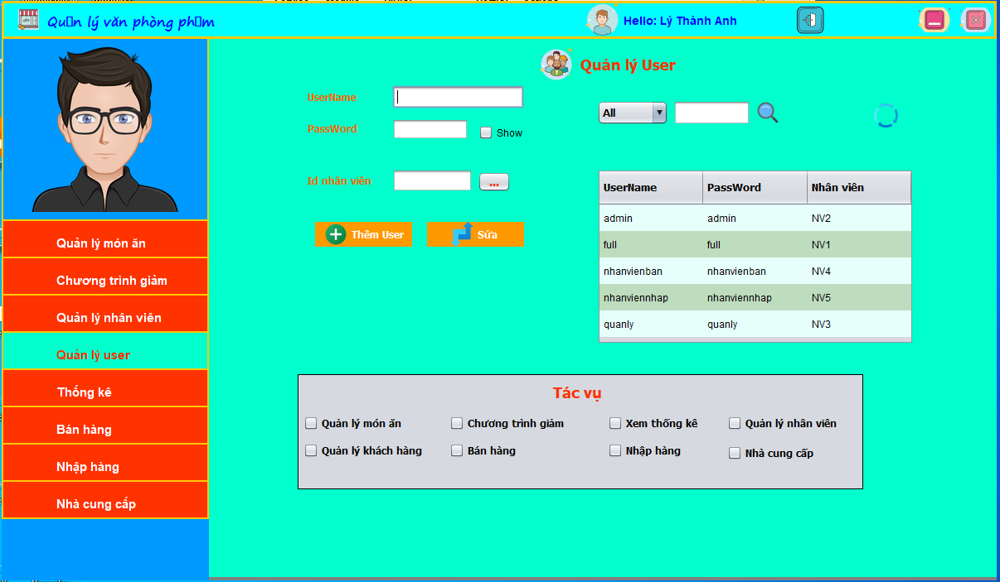 Quản lý văn phòng phẩm
Hello: Lý Thành Anh
Quản lý món ăn
Chương trình giảm
Quản lý nhân viên
Quản lý user
Thống kê
Bán hàng
Nhập hàng
Nhà cung cấp
Quản lý User
UserName
PassWord
Show
Id nhân viên
...
Thêm User
Sửa
All
UserName PassWord Nhân viên
admin admin NV2
full full NV1
nhanvienban nhanvienban NV4
nhanviennhap nhanviennhap NV5
quanly quanly NV3
Tác vụ
Quản lý món ăn Chương trình giảm Xem thống kê Quản lý nhân viên
Quản lý khách hàng Bán hàng Nhập hàng Nhà cung cấp